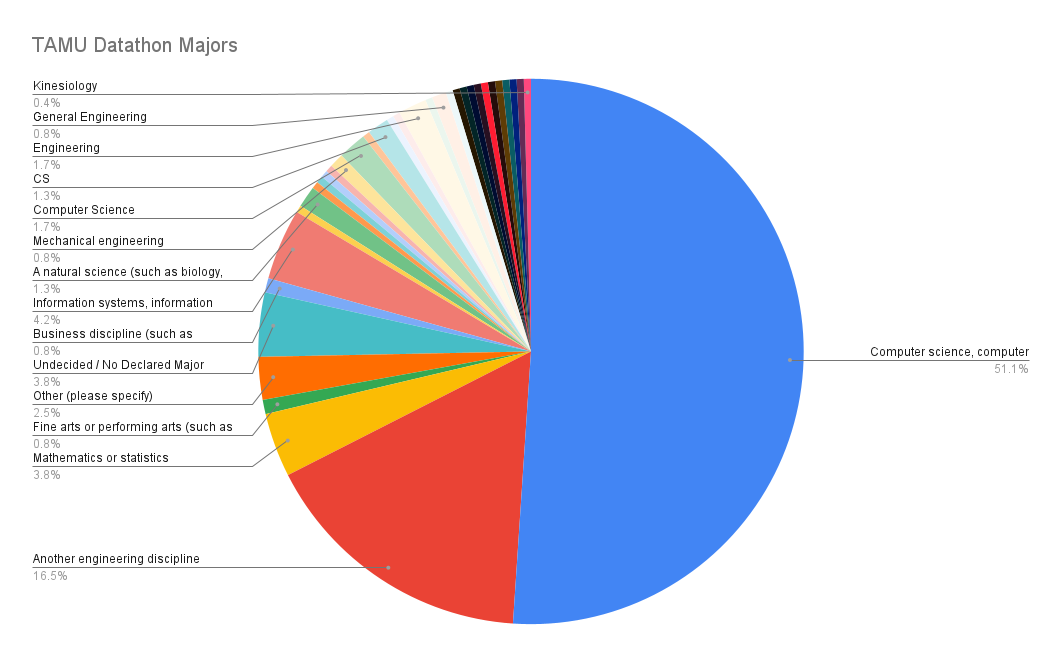 TAMU Datathon Majors
Kinesiology
0.4%
General Engineering
0.8%
Engineering
1.7%
CS
1.3%
Computer Science
1.7%
Mechanical engineering
0.8%
A natural science (such as biology,
1.3%
Information systems, information
4.2%
Business discipline (such as
0.8%
Undecided / No Declared Major
3.8%
Other (please specify)
2.5%
Fine arts or performing arts (such as
0.8%
Mathematics or statistics
3.8%
Another engineering discipline
16.5%
Computer science, computer
51.1%